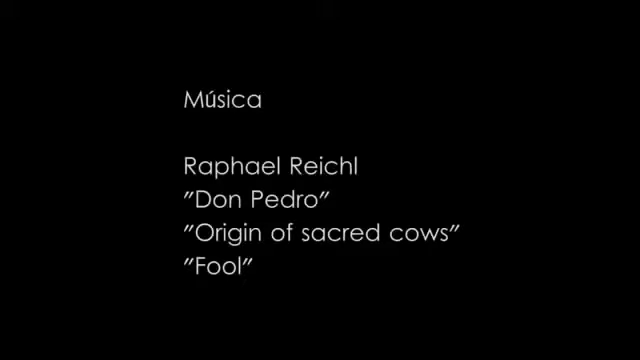 Música
Raphael Reichl
"Don Pedro"
"Origin of sacred cows"
"Fool"